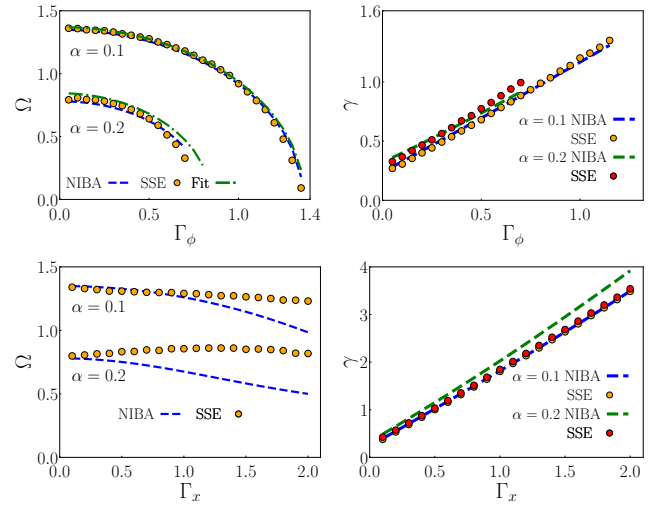 1.5
Ω
1.0
0.5
0.0
α = 0.1
α = 0.2
NIBA SSE Fit
0.0 0.5 1.0 1.4
Γϕ
1.5
γ
1.0
0.5
0.0
α = 0.1 NIBA
SSE
α = 0.2 NIBA
SSE
0.0 0.5 1.0
Γϕ
1.5
Ω
1.0
0.5
0.0
α = 0.1
α = 0.2
NIBA SSE
0.0 0.5 1.0 1.5 2.0
Γx
4
γ
3
2
1
0
α = 0.1 NIBA
SSE
α = 0.2 NIBA
SSE
0.0 0.5 1.0 1.5 2.0
Γx